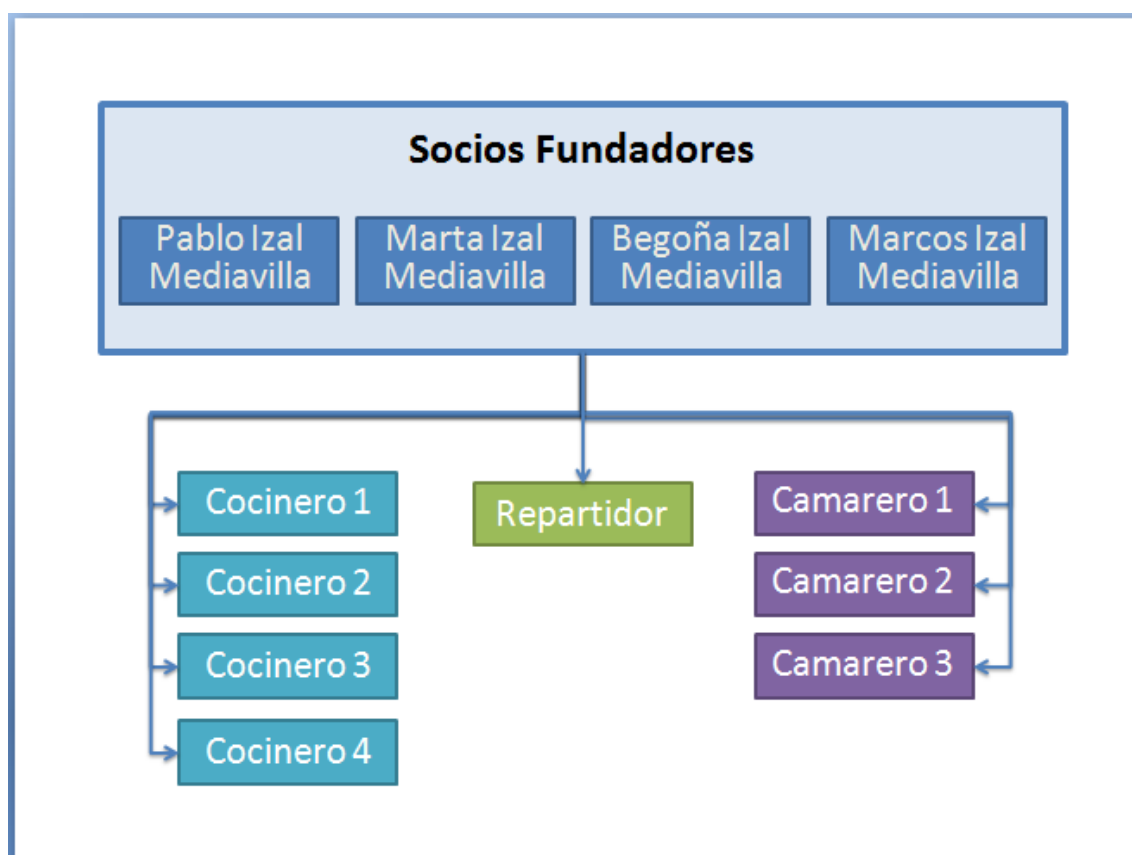 Socios Fundadores
Pablo Izal
Mediavilla
Marta Izal
Mediavilla
Begoña Izal
Mediavilla
Marcos Izal
Mediavilla
Cocinero 1
Cocinero 2
Cocinero 3
Cocinero 4
Repartidor
Camarero 1
Camarero 2
Camarero 3